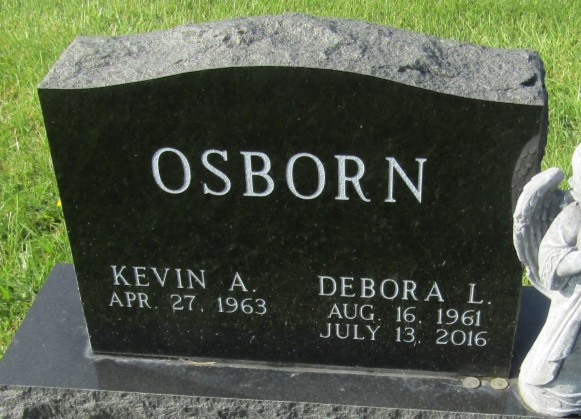 OSBORN
KEVIN A.
APR. 27, 1963
DEBORA L.
AUG. 16, 1961
JULY 13, 2016